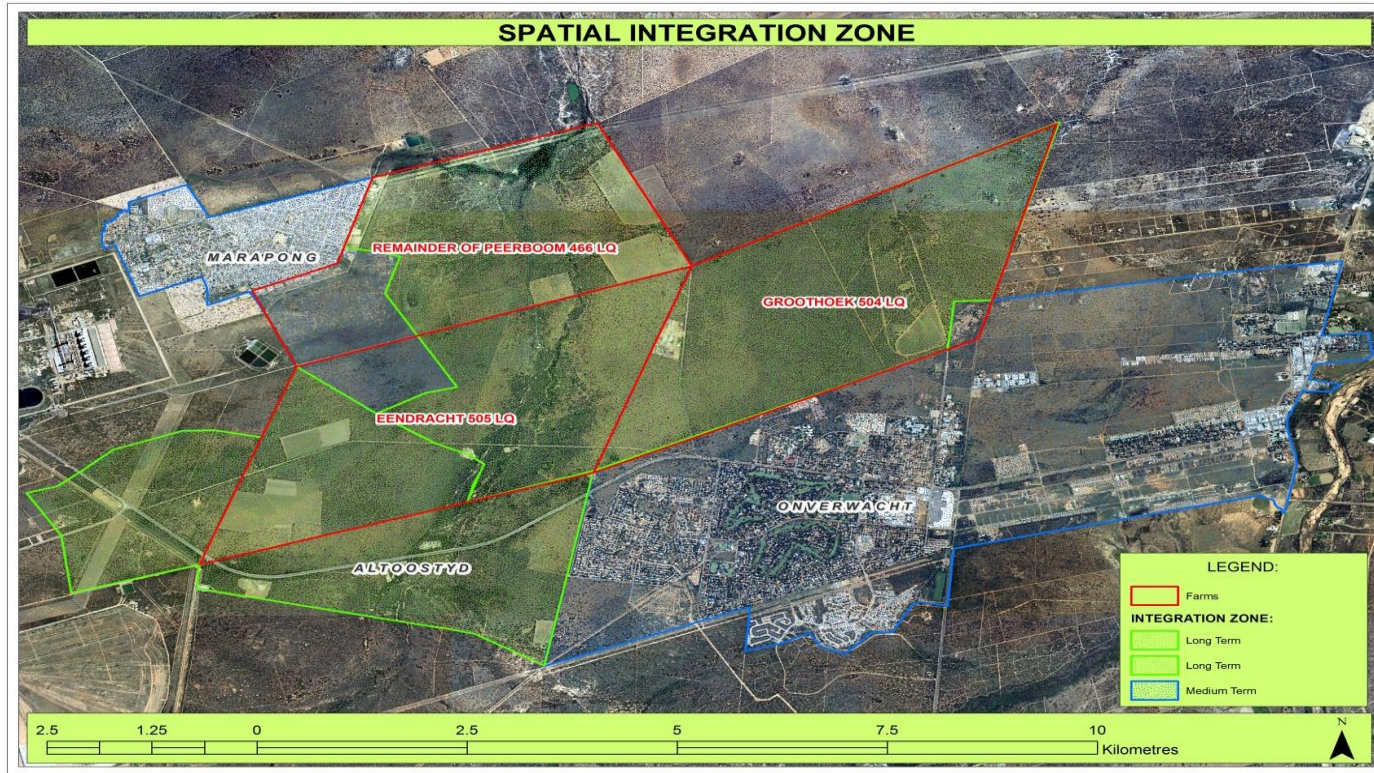 SPATIAL INTEGRATION ZONE
MARAPONG
REMAINDER OF PEERBOOM 466 LQ
GROOTHOEK 504 LQ
EENDRACHT 505 LQ
ONVERWACHT
ALTOOSTYD
LEGEND:
Farms
INTEGRATION ZONE:
Long Term
Long Term
Medium Term
2.5 1.25 0 2.5 5 7.5 10
Kilometres
N